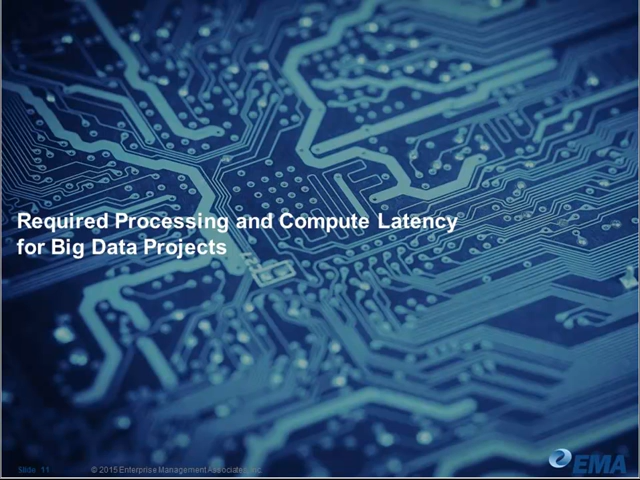 Required Processing and Compute Latency
for Big Data Projects
Slide 11
© 2015 Enterprise Management Associates, Inc.
EMA